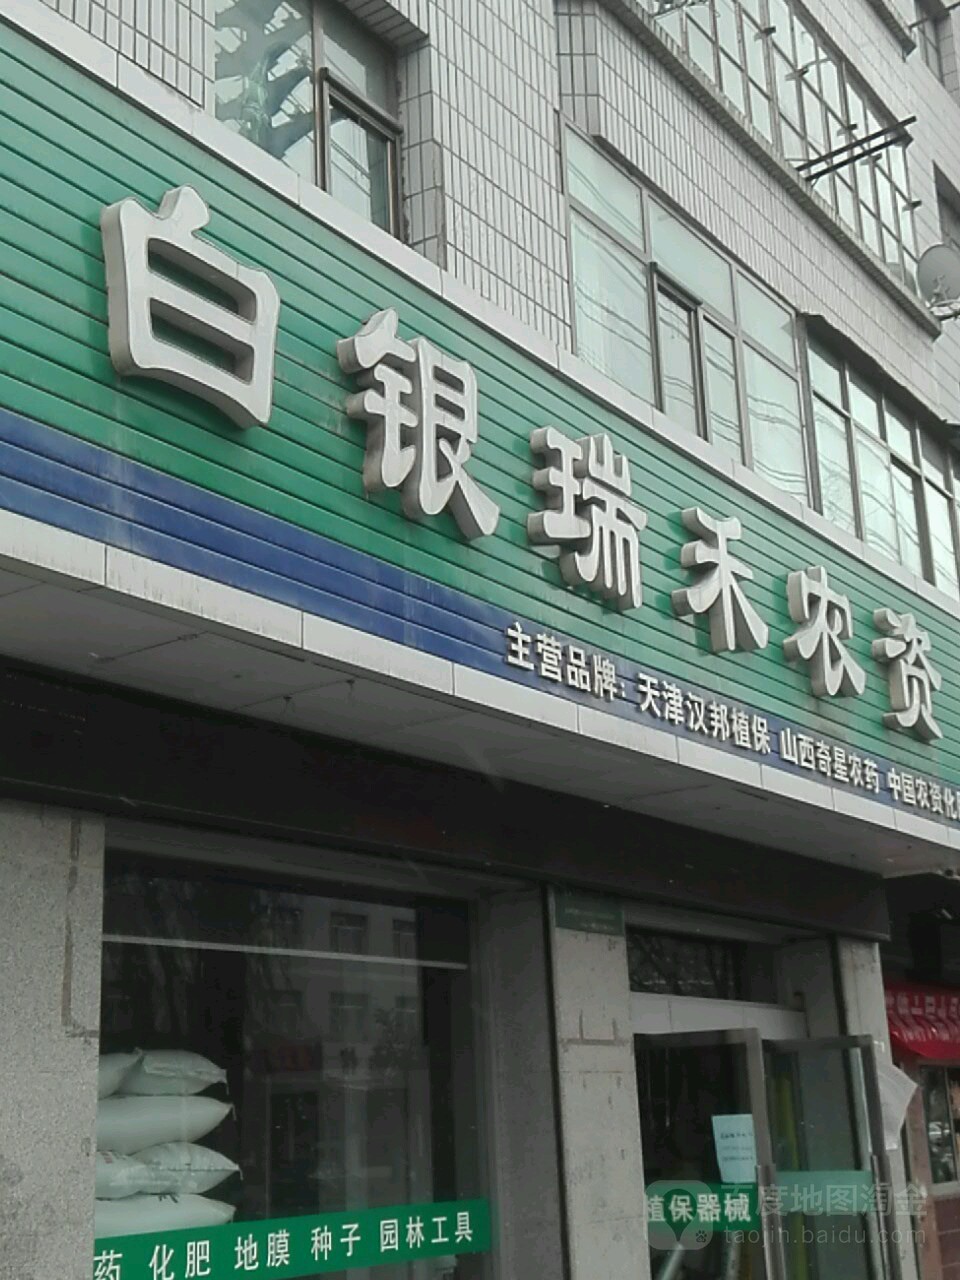 白银瑞禾农资
主营品牌：天津汉邦植保 山西奇星农药 中国农资化
植保器械
药 化肥 地膜 种子 园林工具
百度地图淘金
taojin.baidu.com